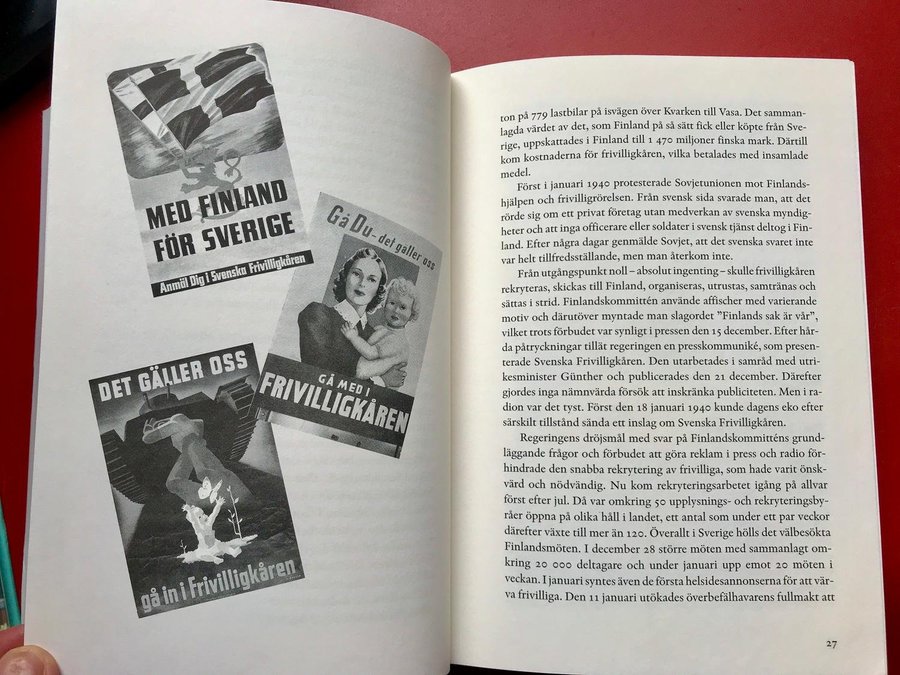 MED FINLAND
FÖR SVERIGE
Anmäl Dig i Svenska Frivilligkåren
Gå Du - det gäller oss
GÅ MED I
FRIVILLIGKÅREN
DET GÄLLER OSS
gå in i Frivilligkåren
ton på 779 lastbilar på isvägen över Kvarken till Vasa. Det samman-
lagda värdet av det, som Finland på så sätt fick eller köpte från Sve-
rige, uppskattades i Finland till 1 470 miljoner finska mark. Därtill
kom kostnaderna för frivilligkåren, vilka betalades med insamlade
medel.
Först i januari 1940 protesterade Sovjetunionen mot Finlands-
hjälpen och frivilligrörelsen. Från svensk sida svarade man, att det
rörde sig om ett privat företag utan medverkan av svenska myndig-
heter och att inga officerare eller soldater i svensk tjänst deltog i Fin-
land. Efter några dagar genmälde Sovjet, att det svenska svaret inte
var helt tillfredsställande, men man återkom inte.
Från utgångspunkt noll – absolut ingenting – skulle frivilligkåren
rekryteras, skickas till Finland, organiseras, utrustas, samtränas och
sättas i strid. Finlandskommittén använde affischer med varierande
motiv och därutöver myntade man slagordet ”Finlands sak är vår”,
vilket trots förbudet var synligt i pressen den 15 december. Efter hår-
da påtryckningar tillät regeringen en presskommuniké, som presen-
terade Svenska Frivilligkåren. Den utarbetades i samråd med utri-
kesminister Günther och publicerades den 21 december. Därefter
gjordes inga nämnvärda försök att inskränka publiciteten. Men i ra-
dion var det tyst. Först den 18 januari 1940 kunde dagens eko efter
särskilt tillstånd sända ett inslag om Svenska Frivilligkåren.
Regeringens dröjsmål med svar på Finlandskommitténs grund-
läggande frågor och förbudet att göra reklam i press och radio för-
hindrade den snabba rekrytering av frivilliga, som hade varit önsk-
värd och nödvändig. Nu kom rekryteringsarbetet igång på allvar
först efter jul. Då var omkring 50 upplysnings- och rekryteringsby-
råer öppna på olika håll i landet, ett antal som under ett par veckor
därefter växte till mer än 120. Överallt i Sverige hölls det välbesökta
Finlandsmöten. I december 28 större möten med sammanlagt om-
kring 20 000 deltagare och under januari upp emot 20 möten i
veckan. I januari syntes även de första helsidesannonserna för att vär-
va frivilliga. Den 11 januari utökades överbefälhavarens fullmakt att
27